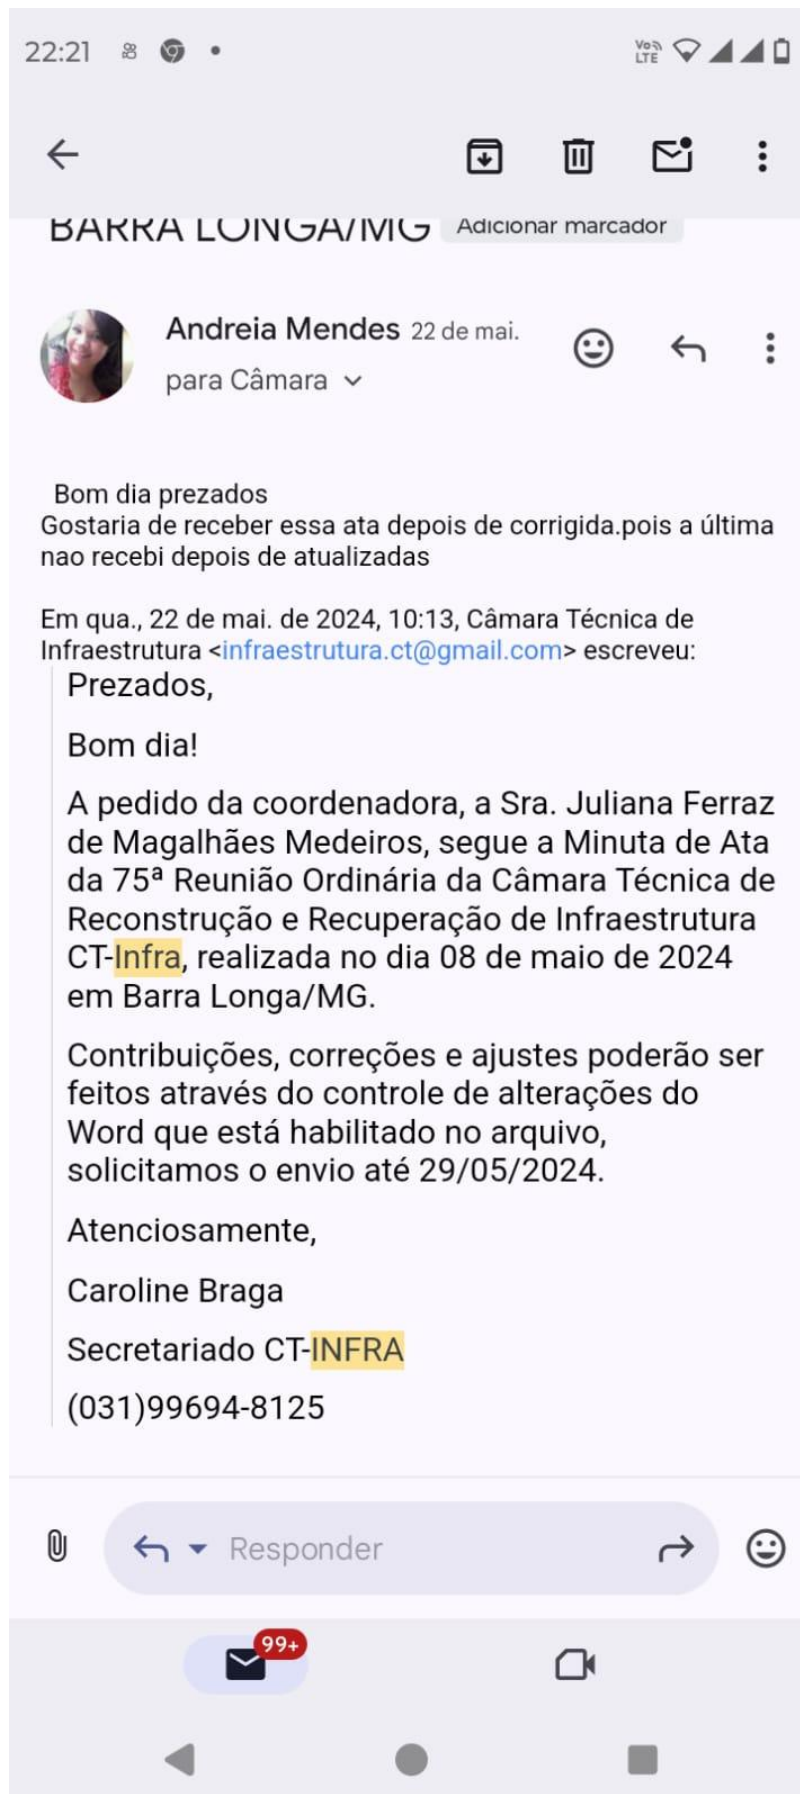 22:21
Vo) LTE
BARRA LONGA/MG Adicionar marcador
Andreia Mendes 22 de mai.
para Câmara
Bom dia prezados
Gostaria de receber essa ata depois de corrigida.pois a última
nao recebi depois de atualizadas
Em qua., 22 de mai. de 2024, 10:13, Câmara Técnica de
Infraestrutura <infraestrutura.ct@gmail.com> escreveu:
Prezados,
Bom dia!
A pedido da coordenadora, a Sra. Juliana Ferraz
de Magalhães Medeiros, segue a Minuta de Ata
da 75ª Reunião Ordinária da Câmara Técnica de
Reconstrução e Recuperação de Infraestrutura
CT-Infra, realizada no dia 08 de maio de 2024
em Barra Longa/MG.
Contribuições, correções e ajustes poderão ser
feitos através do controle de alterações do
Word que está habilitado no arquivo,
solicitamos o envio até 29/05/2024.
Atenciosamente,
Caroline Braga
Secretariado CT-INFRA
(031)99694-8125
Responder
99+